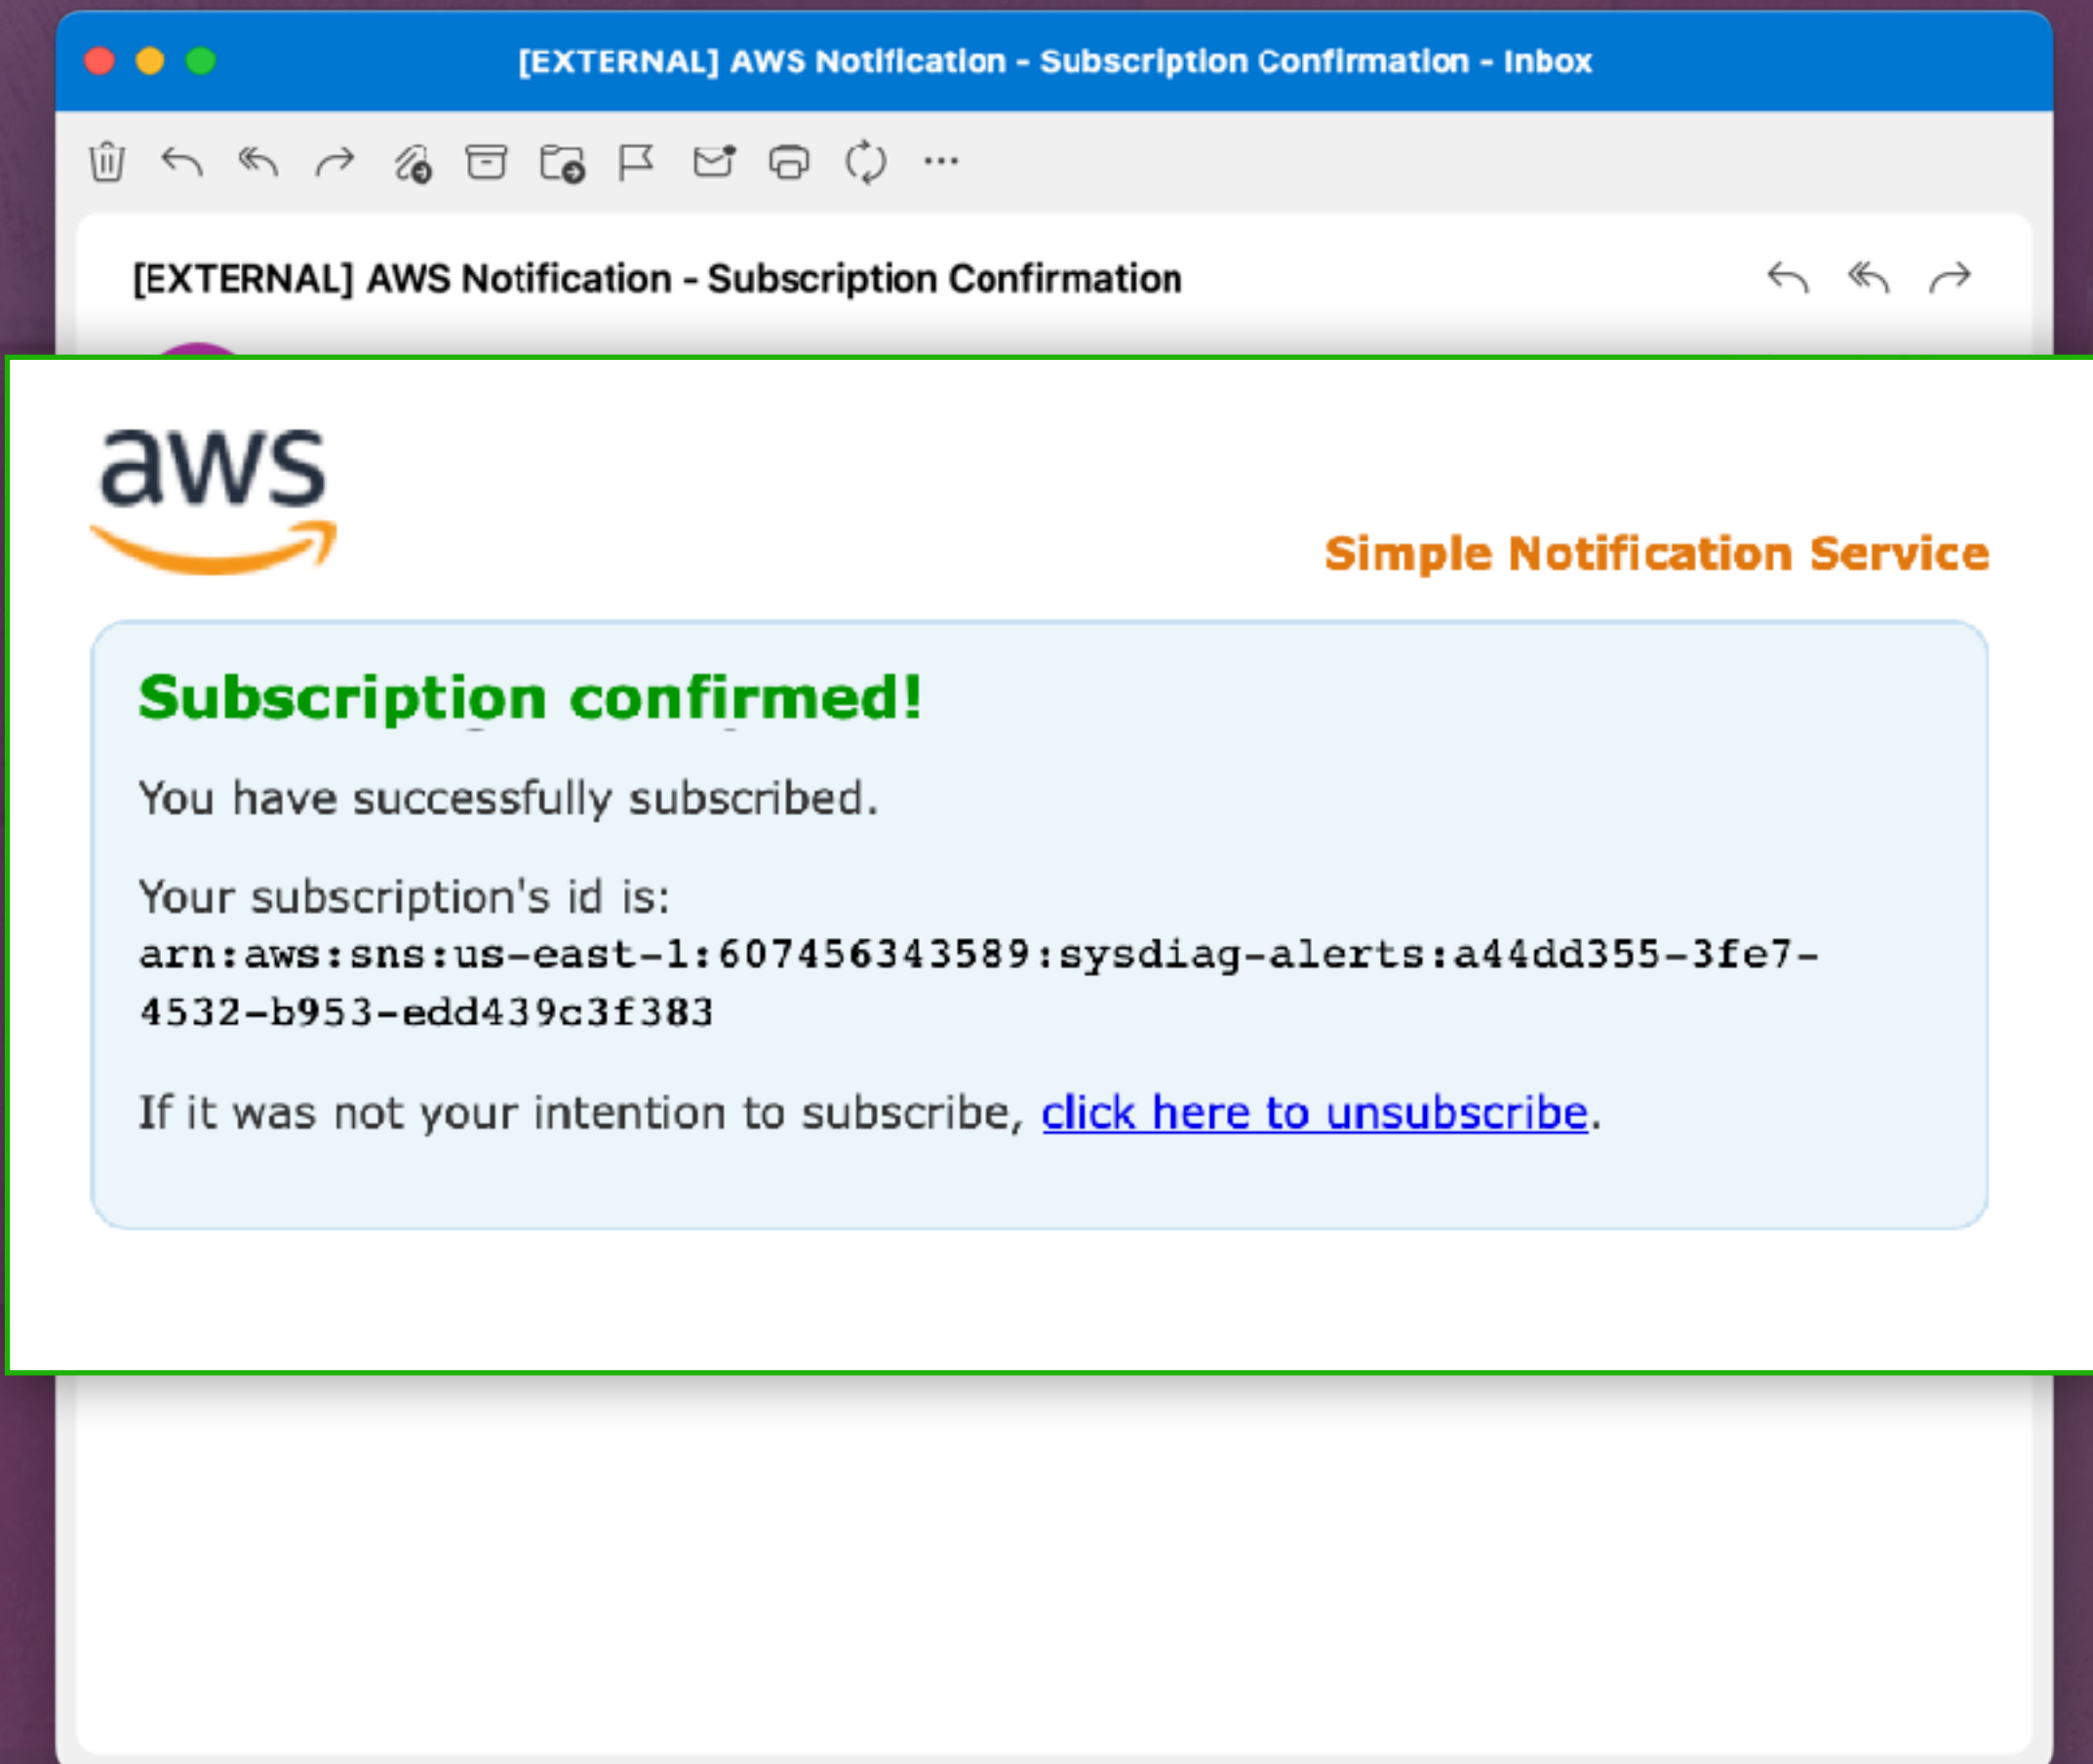 [EXTERNAL] AWS Notification - Subscription Confirmation - Inbox
[EXTERNAL] AWS Notification - Subscription Confirmation
aws
Simple Notification Service
Subscription confirmed!
You have successfully subscribed.
Your subscription's id is:
arn:aws:sns:us-east-1:607456343589:sysdiag-alerts:a44dd355-3fe7-
4532-b953-edd439c3f383
If it was not your intention to subscribe, click here to unsubscribe.